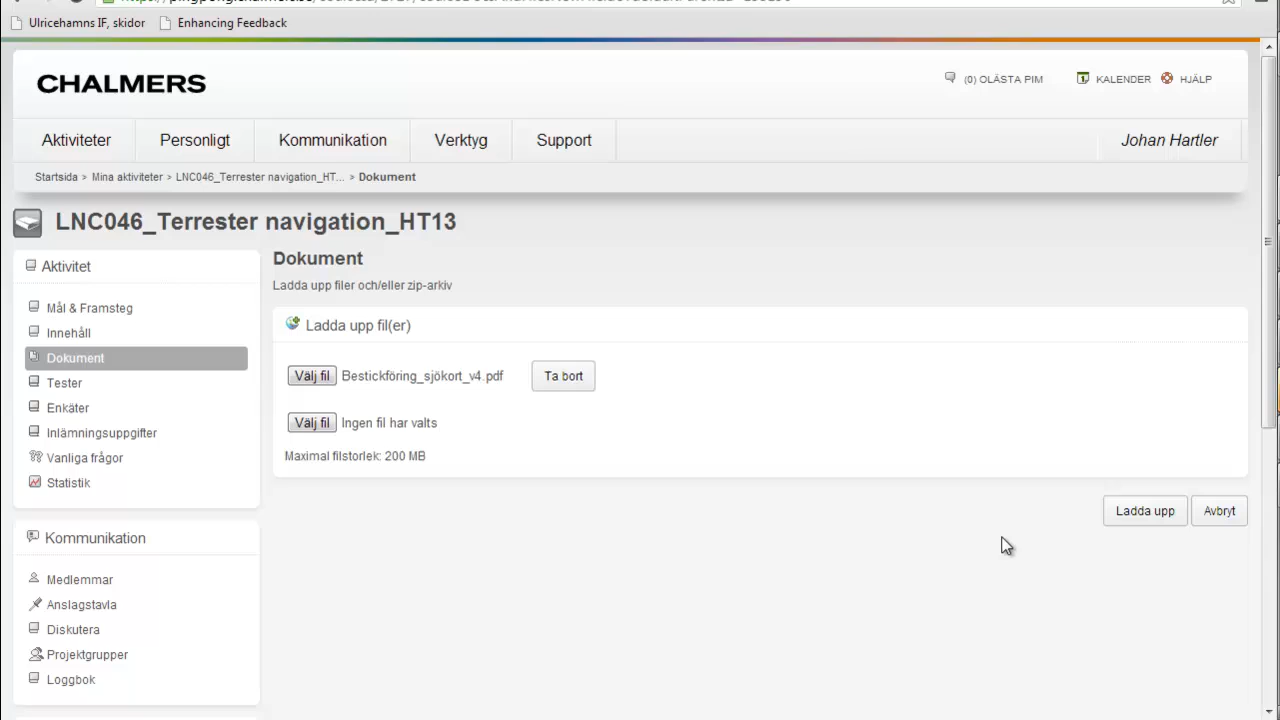 Ulricehamns IF, skidor Enhancing Feedback
CHALMERS
(0) OLÄSTA PIM KALENDER HJÄLP
Aktiviteter Personligt Kommunikation Verktyg Support Johan Hartler
Startsida > Mina aktiviteter > LNC046_Terrester navigation_HT... > Dokument
LNC046_Terrester navigation_HT13
Aktivitet
Mål & Framsteg
Innehåll
Dokument
Tester
Enkäter
Inlämningsuppgifter
Vanliga frågor
Statistik
Kommunikation
Medlemmar
Anslagstavla
Diskutera
Projektgrupper
Loggbok
Dokument
Ladda upp filer och/eller zip-arkiv
Ladda upp fil(er)
Välj fil Bestickföring_sjökort_v4.pdf Ta bort
Välj fil Ingen fil har valts
Maximal filstorlek: 200 MB
Ladda upp Avbryt